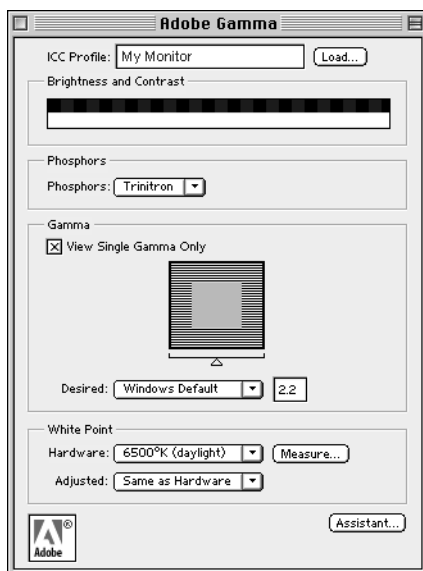 Adobe Gamma
ICC Profile: My Monitor Load...
Brightness and Contrast
Phosphors
Phosphors: Trinitron
Gamma
View Single Gamma Only
Desired: Windows Default 2.2
White Point
Hardware: 6500°K (daylight) Measure...
Adjusted: Same as Hardware
Assistant...
Adobe®